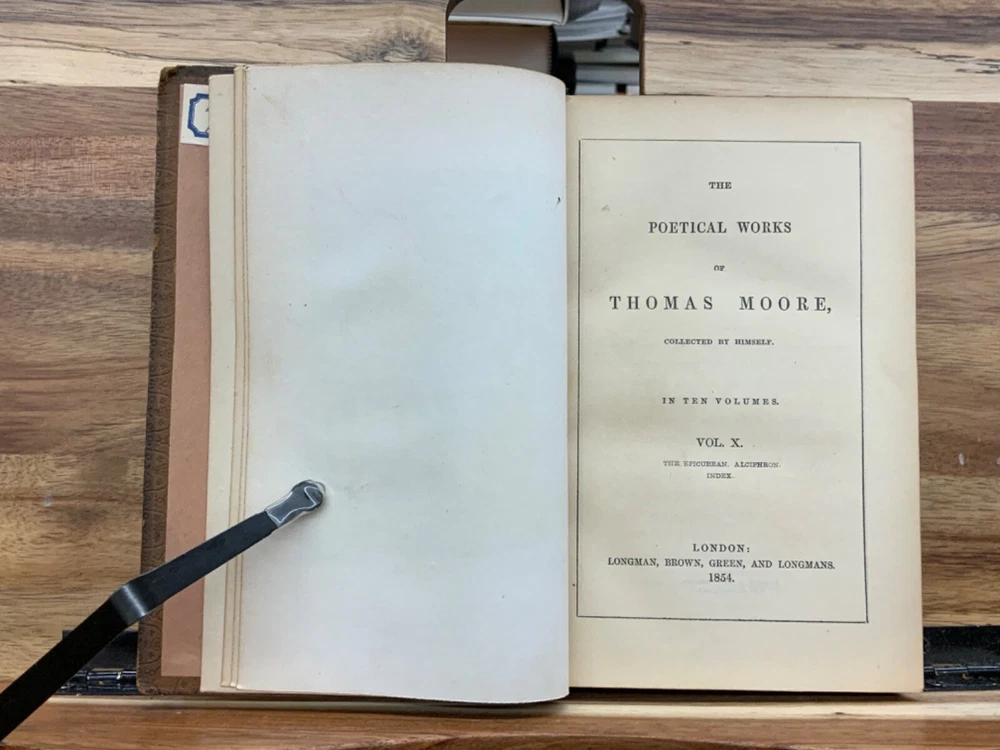 THE
POETICAL WORKS
OF
THOMAS MOORE,
COLLECTED BY HIMSELF.
IN TEN VOLUMES.
VOL. X.
THE EPICUREAN. ALCIPHRON.
INDEX.
LONDON:
LONGMAN, BROWN, GREEN, AND LONGMANS.
1854.